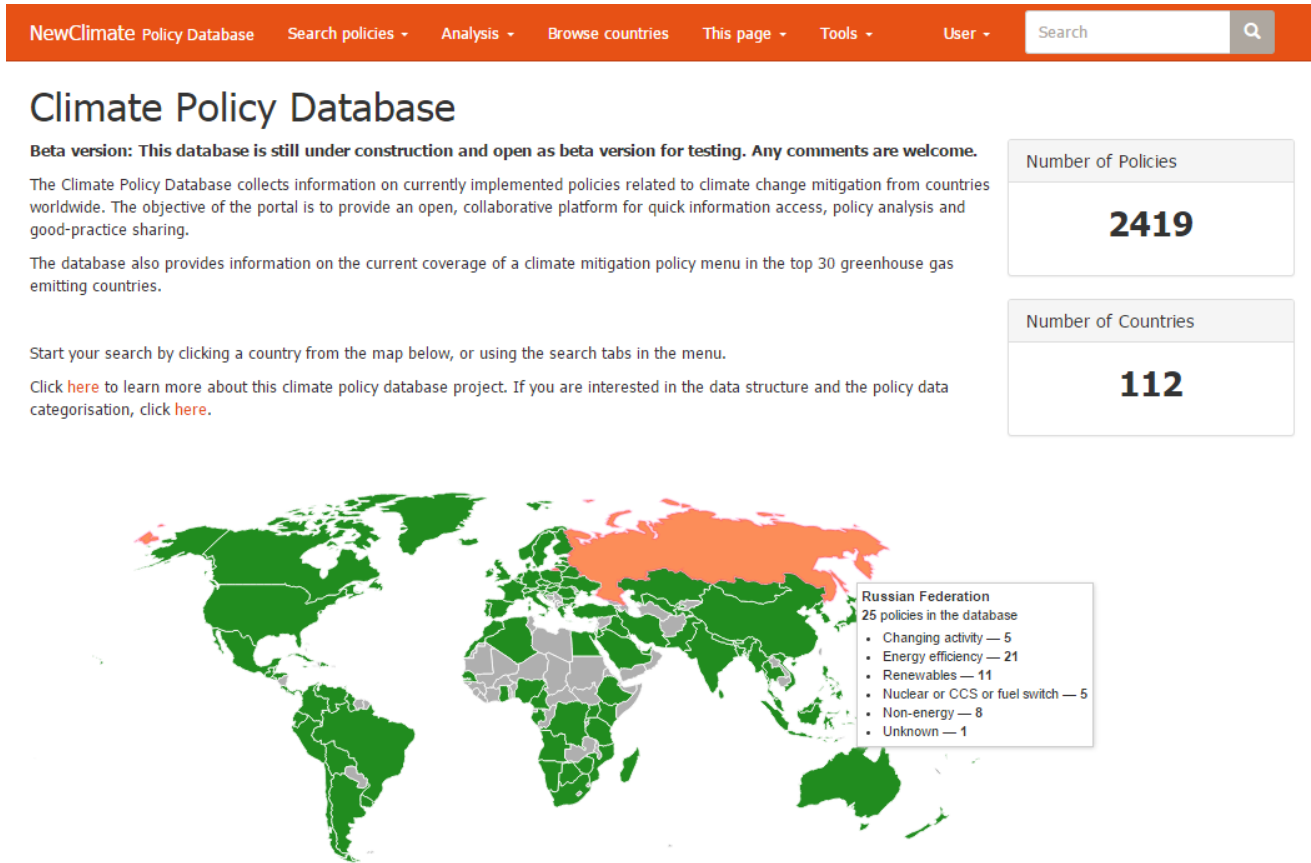 NewClimate Policy Database Search policies Analysis Browse countries This page Tools User Search
Climate Policy Database
Beta version: This database is still under construction and open as beta version for testing. Any comments are welcome.
The Climate Policy Database collects information on currently implemented policies related to climate change mitigation from countries
worldwide. The objective of the portal is to provide an open, collaborative platform for quick information access, policy analysis and
good-practice sharing.
The database also provides information on the current coverage of a climate mitigation policy menu in the top 30 greenhouse gas
emitting countries.
Start your search by clicking a country from the map below, or using the search tabs in the menu.
Click here to learn more about this climate policy database project. If you are interested in the data structure and the policy data
categorisation, click here.
Number of Policies
2419
Number of Countries
112
Russian Federation
25 policies in the database
• Changing activity — 5
• Energy efficiency — 21
• Renewables — 11
• Nuclear or CCS or fuel switch — 5
• Non-energy — 8
• Unknown — 1